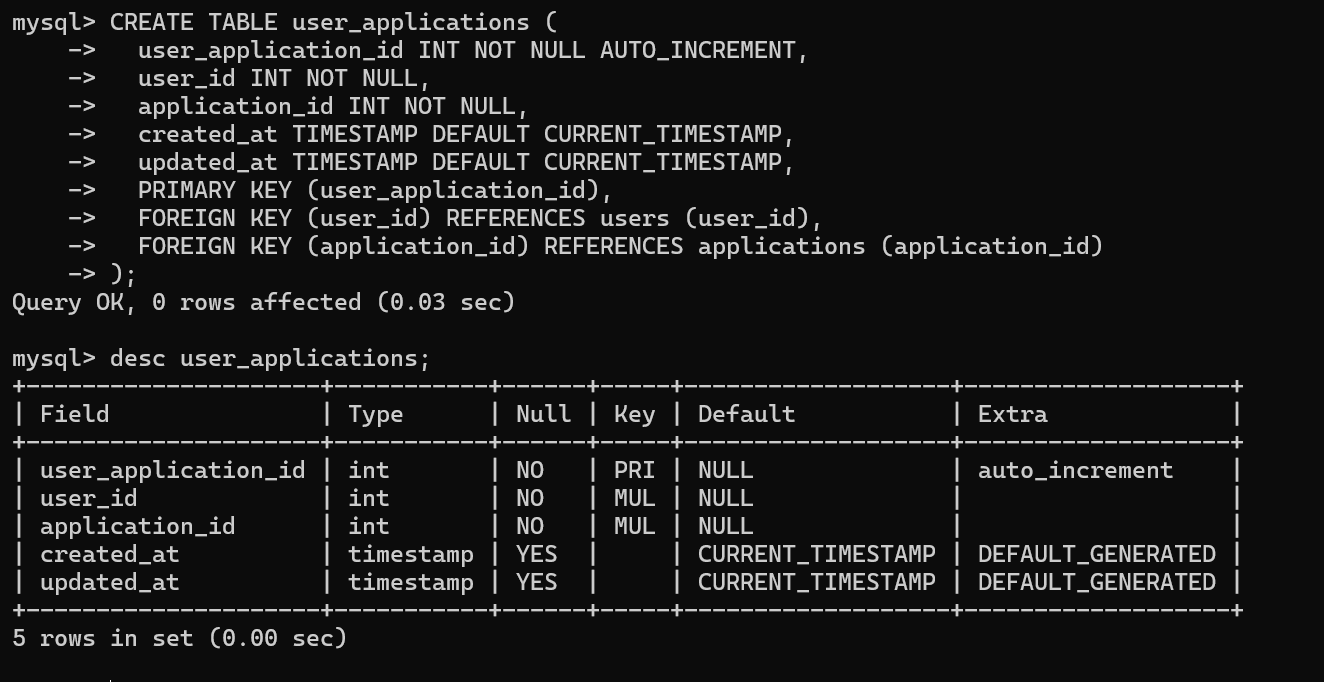 mysql> CREATE TABLE user_applications (
    ->   user_application_id INT NOT NULL AUTO_INCREMENT,
    ->   user_id INT NOT NULL,
    ->   application_id INT NOT NULL,
    ->   created_at TIMESTAMP DEFAULT CURRENT_TIMESTAMP,
    ->   updated_at TIMESTAMP DEFAULT CURRENT_TIMESTAMP,
    ->   PRIMARY KEY (user_application_id),
    ->   FOREIGN KEY (user_id) REFERENCES users (user_id),
    ->   FOREIGN KEY (application_id) REFERENCES applications (application_id)
    -> );
Query OK, 0 rows affected (0.03 sec)

mysql> desc user_applications;
+---------------------+-----------+------+-----+-------------------+-------------------+
| Field               | Type      | Null | Key | Default           | Extra             |
+---------------------+-----------+------+-----+-------------------+-------------------+
| user_application_id | int       | NO   | PRI | NULL              | auto_increment    |
| user_id             | int       | NO   | MUL | NULL              |                   |
| application_id      | int       | NO   | MUL | NULL              |                   |
| created_at          | timestamp | YES  |     | CURRENT_TIMESTAMP | DEFAULT_GENERATED |
| updated_at          | timestamp | YES  |     | CURRENT_TIMESTAMP | DEFAULT_GENERATED |
+---------------------+-----------+------+-----+-------------------+-------------------+
5 rows in set (0.00 sec)